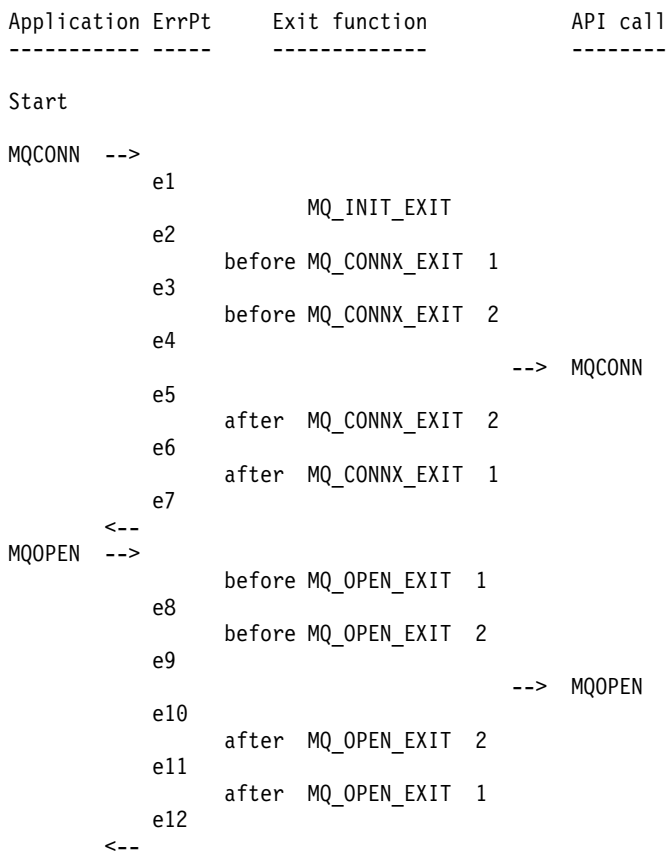 Application ErrPt Exit function API call
----------- ----- ------------- --------
Start
MQCONN -->
e1
MQ_INIT_EXIT
e2
before MQ_CONNX_EXIT 1
e3
before MQ_CONNX_EXIT 2
e4
--> MQCONN
e5
after MQ_CONNX_EXIT 2
e6
after MQ_CONNX_EXIT 1
e7
<--
MQOPEN -->
before MQ_OPEN_EXIT 1
e8
before MQ_OPEN_EXIT 2
e9
--> MQOPEN
e10
after MQ_OPEN_EXIT 2
e11
after MQ_OPEN_EXIT 1
e12
<--